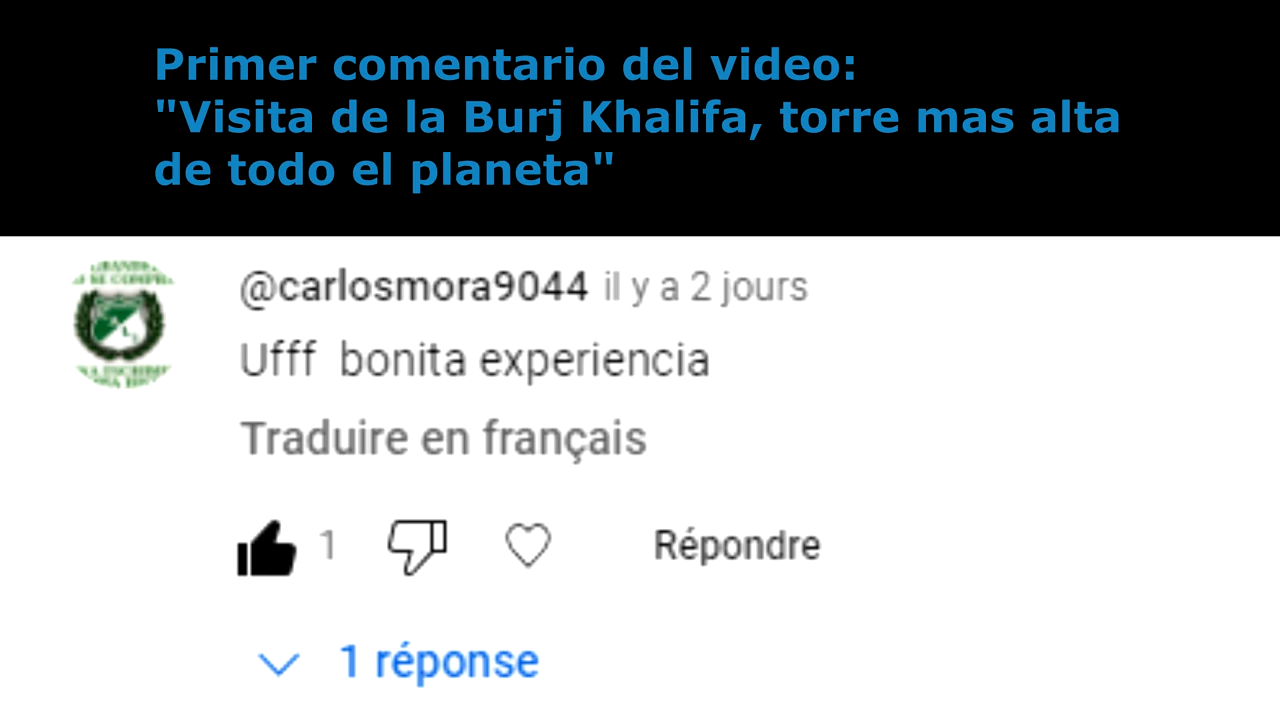 Primer comentario del video:
"Visita de la Burj Khalifa, torre mas alta
de todo el planeta"
@carlosmora9044 il y a 2 jours
Ufff bonita experiencia
Traduire en français
1
Répondre
1 réponse